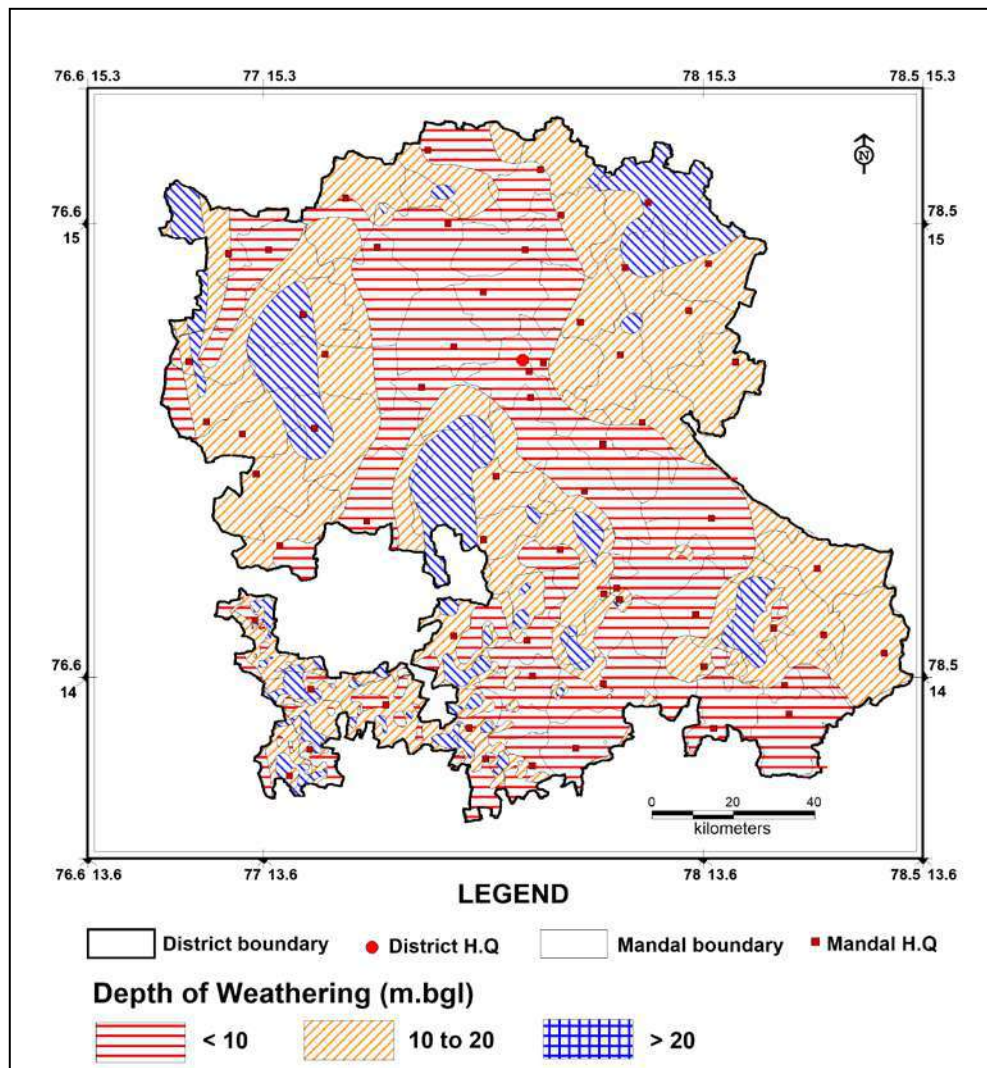 76.6 15.3 77 15.3 78 15.3 78.5 15.3
N
76.6 78.5
15 15
76.6 78.5
14 14
0 20 40
kilometers
76.6 13.6 77 13.6 78 13.6 78.5 13.6
LEGEND
District boundary District H.Q Mandal boundary Mandal H.Q
Depth of Weathering (m.bgl)
< 10 10 to 20 > 20